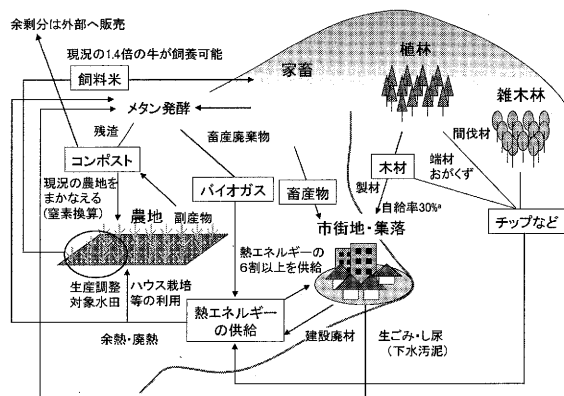 余剰分は外部へ販売
現況の1.4倍の牛が飼養可能
飼料米
家畜
植林
雑木林
メタン発酵
残渣
畜産廃棄物
間伐材
コンポスト
木材
端材
おがくず
現況の農地を
まかなえる
(窒素換算)
バイオガス
畜産物
製材
チップなど
農地
副産物
自給率30%ª
市街地・集落
熱エネルギーの
6割以上を供給
生産調整
対象水田
ハウス栽培
等の利用
熱エネルギー
の供給
余熱・廃熱
建設廃材
生ごみ・し尿
(下水汚泥)